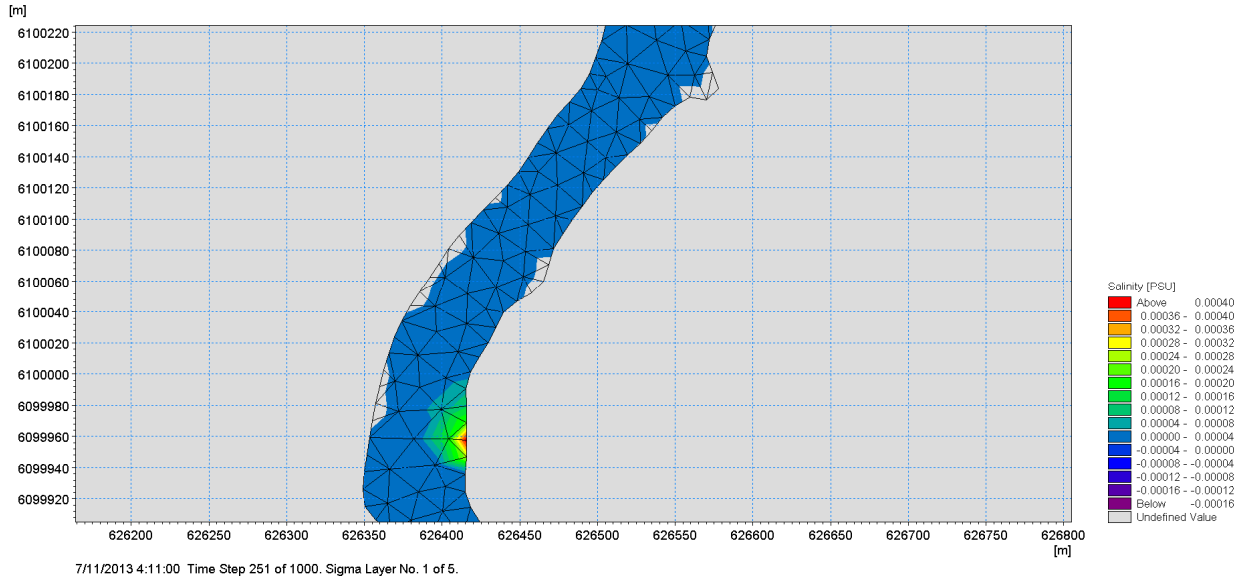 [m]
6100220
6100200
6100180
6100160
6100140
6100120
6100100
6100080
6100060
6100040
6100020
6100000
6099980
6099960
6099940
6099920
626200 626250 626300 626350 626400 626450 626500 626550 626600 626650 626700 626750 626800
[m]
7/11/2013 4:11:00 Time Step 251 of 1000. Sigma Layer No. 1 of 5.
Salinity [PSU]
Above 0.00040
0.00036 - 0.00040
0.00032 - 0.00036
0.00028 - 0.00032
0.00024 - 0.00028
0.00020 - 0.00024
0.00016 - 0.00020
0.00012 - 0.00016
0.00008 - 0.00012
0.00004 - 0.00008
0.00000 - 0.00004
-0.00004 - 0.00000
-0.00008 - -0.00004
-0.00012 - -0.00008
-0.00016 - -0.00012
Below -0.00016
Undefined Value